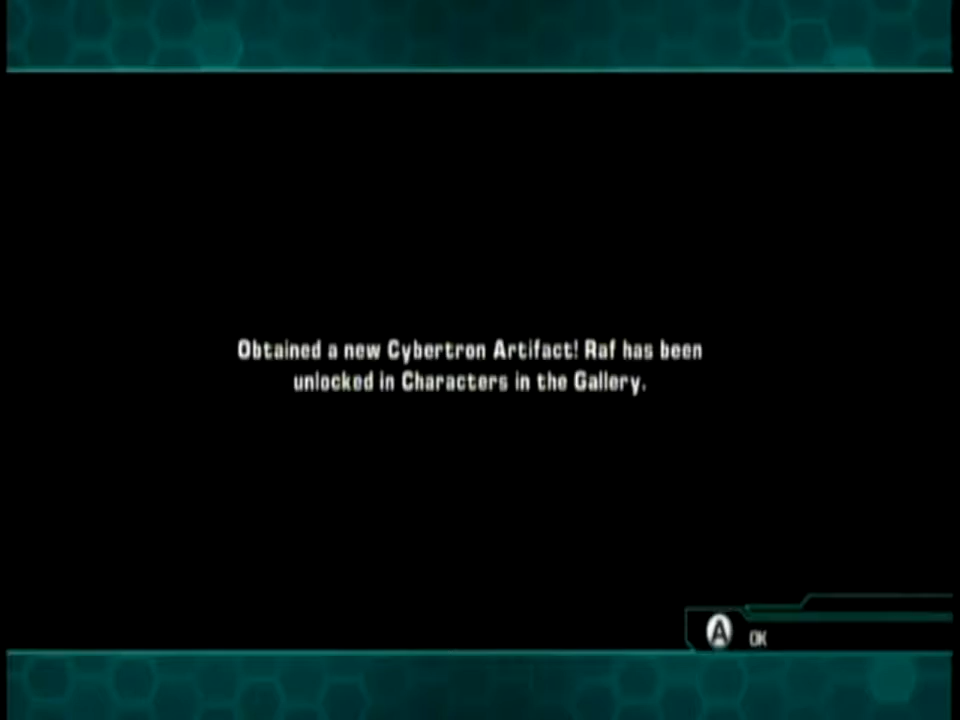 Obtained a new Cybertron Artifact! Raf has been
unlocked in Characters in the Gallery.
A OK